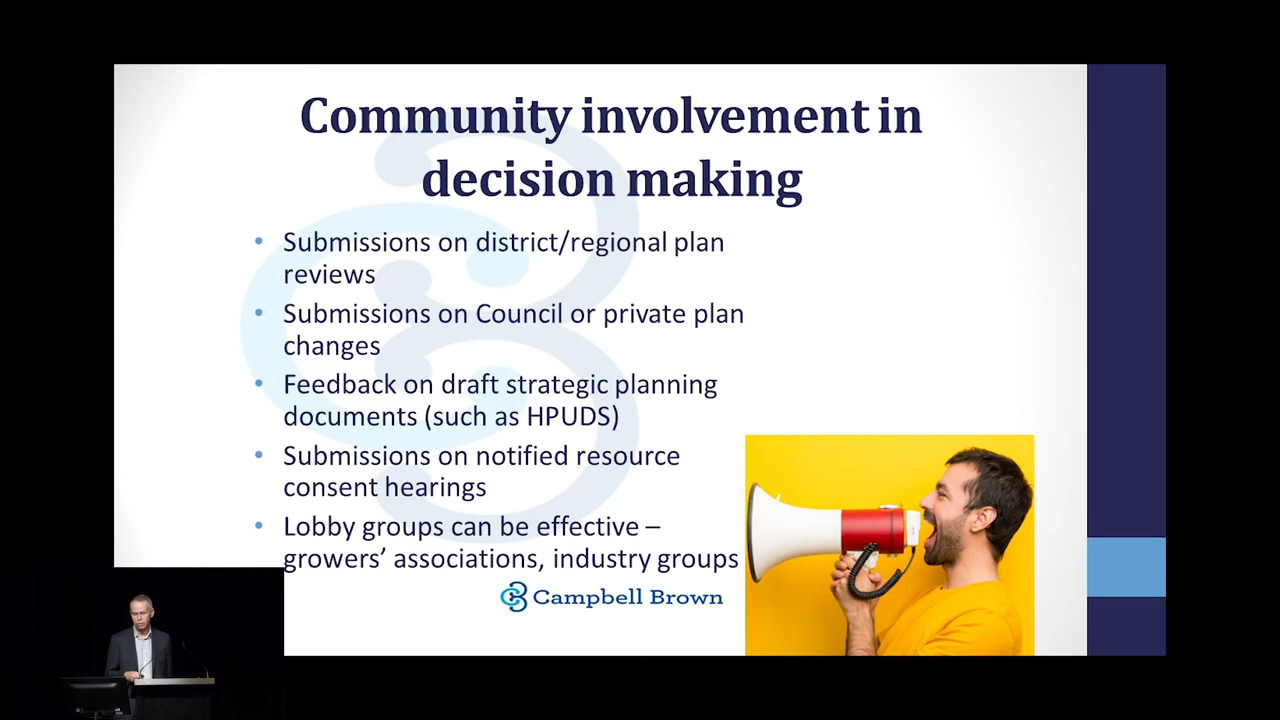 Community involvement in
decision making
• Submissions on district/regional plan
reviews
• Submissions on Council or private plan
changes
• Feedback on draft strategic planning
documents (such as HPUDS)
• Submissions on notified resource
consent hearings
• Lobby groups can be effective –
growers’ associations, industry groups
Campbell Brown